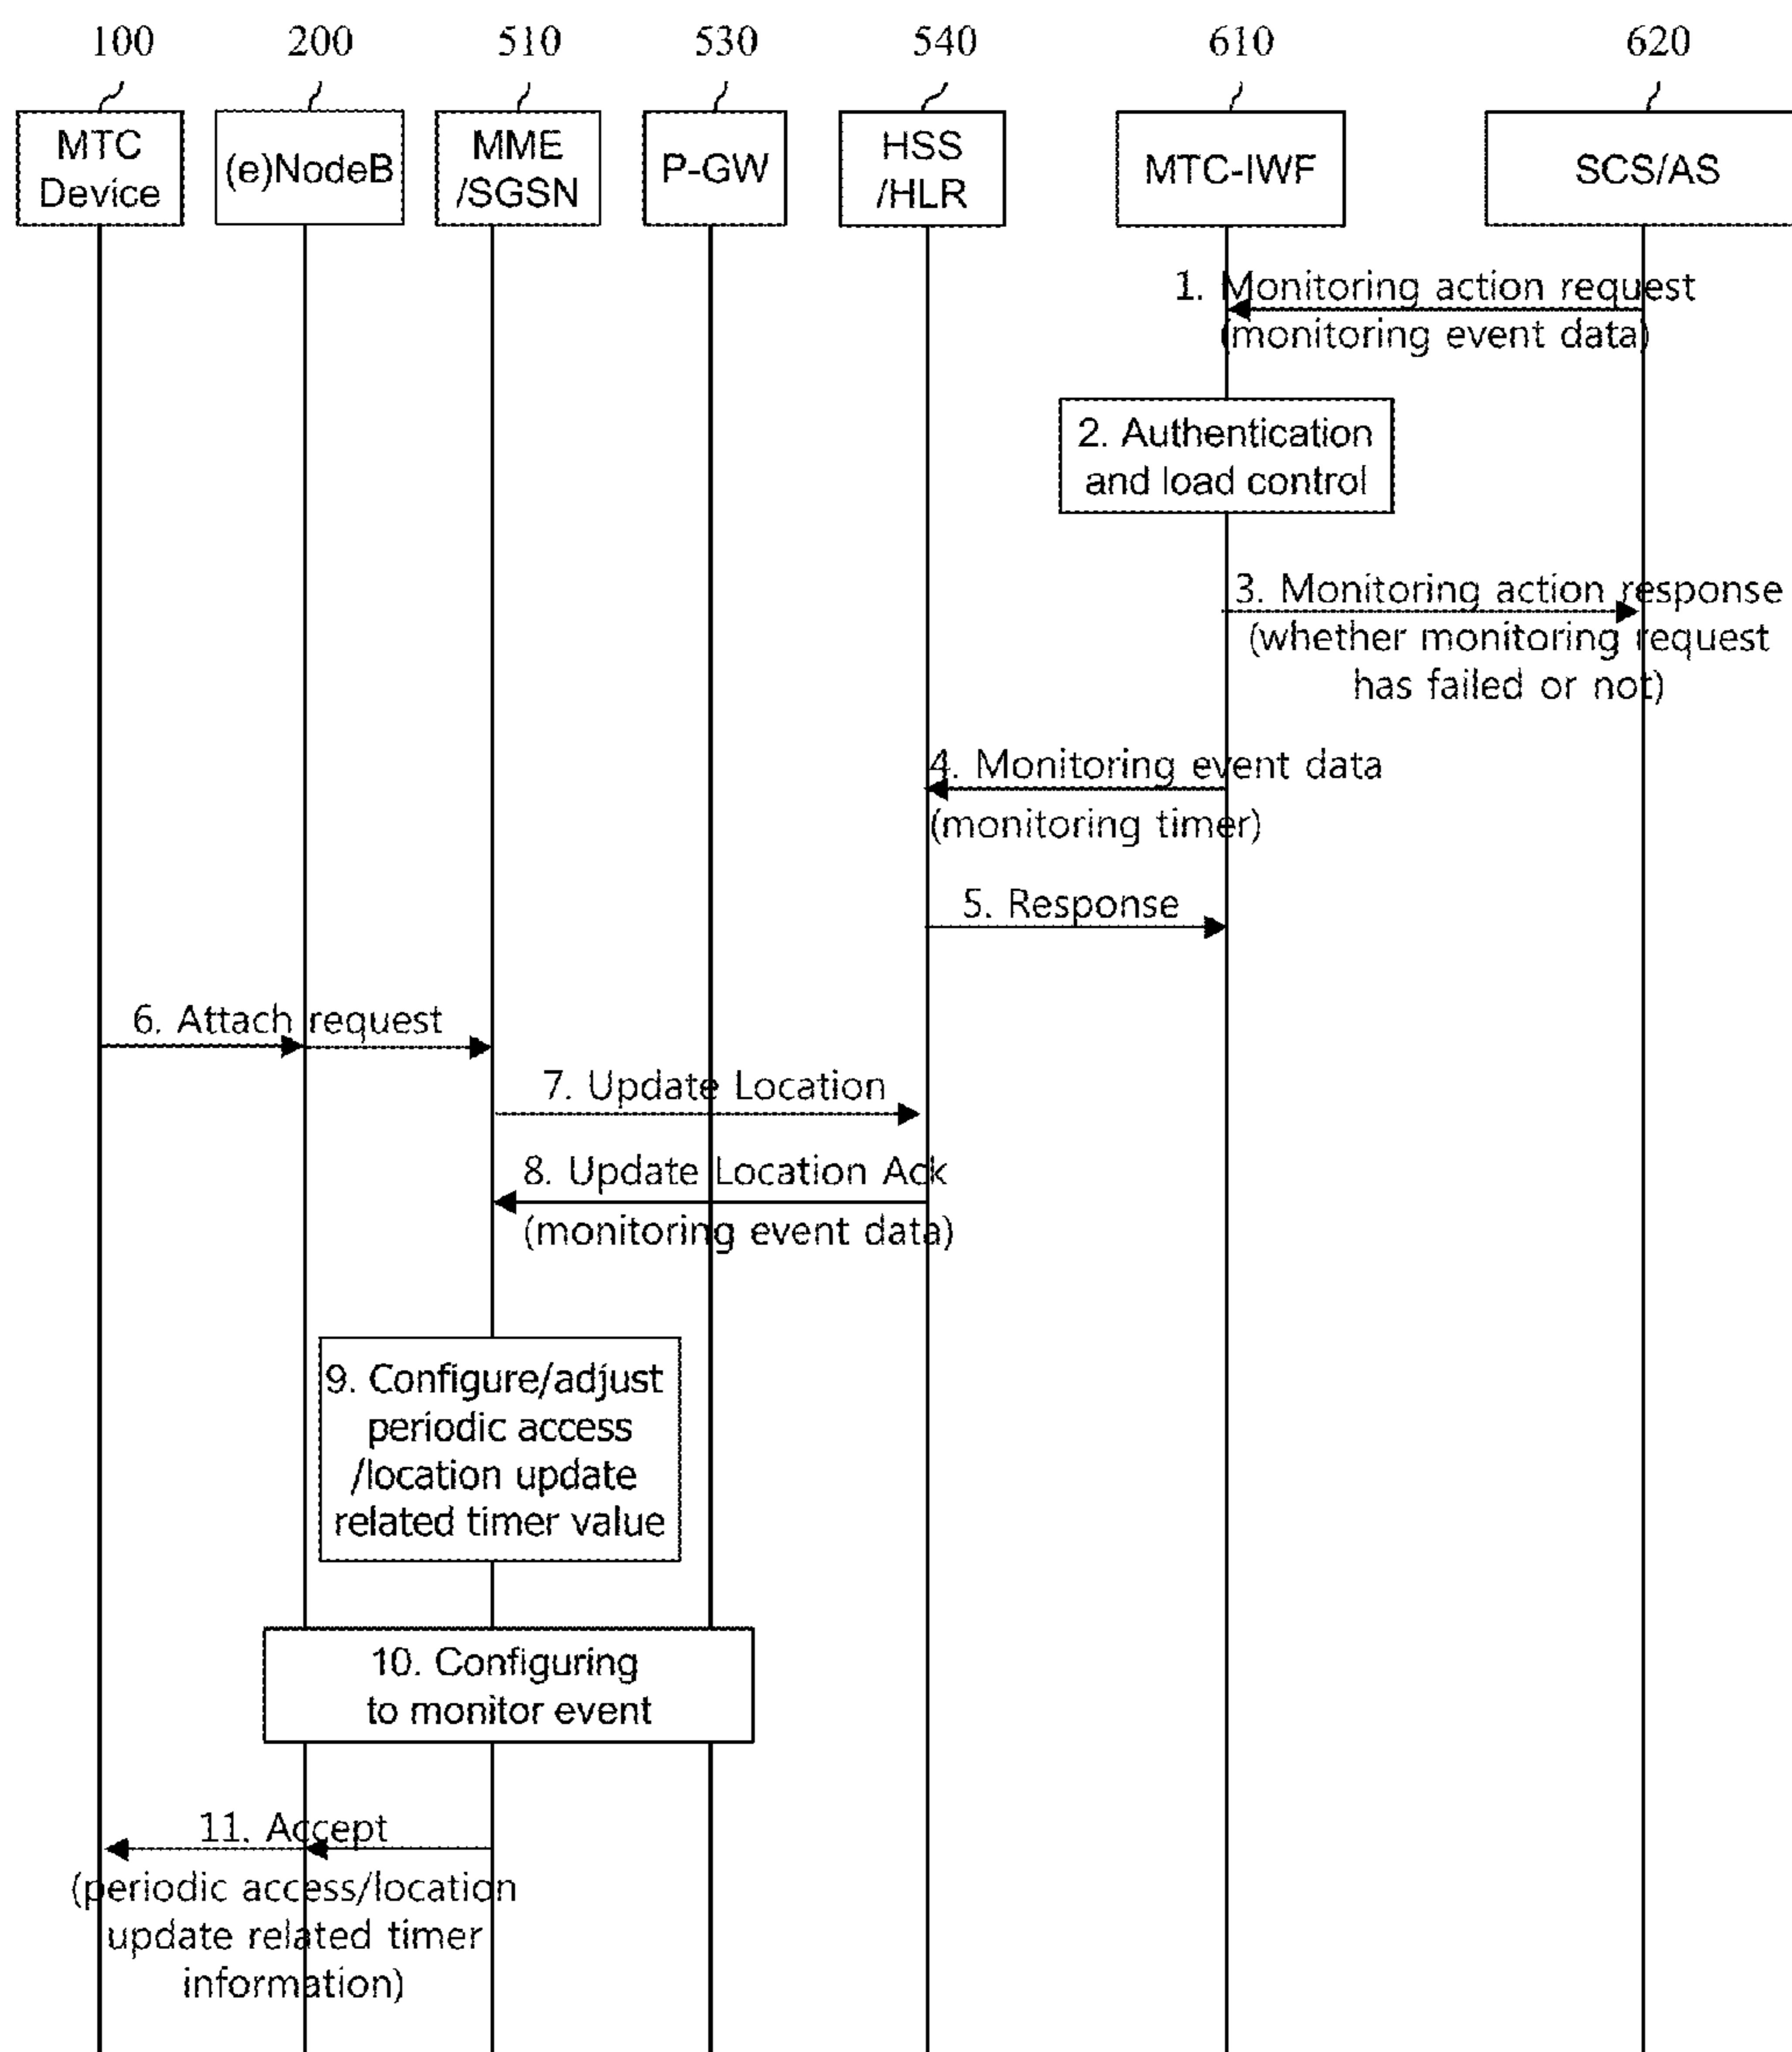 100 200 510 530 540 610 620
MTC
Device
(e)NodeB
MME
/SGSN
P-GW
HSS
/HLR
MTC-IWF
SCS/AS
1. Monitoring action request
(monitoring event data)
2. Authentication
and load control
3. Monitoring action response
(whether monitoring request
has failed or not)
4. Monitoring event data
(monitoring timer)
5. Response
6. Attach request
7. Update Location
8. Update Location Ack
(monitoring event data)
9. Configure/adjust
periodic access
/location update
related timer value
10. Configuring
to monitor event
11. Accept
(periodic access/location
update related timer
information)